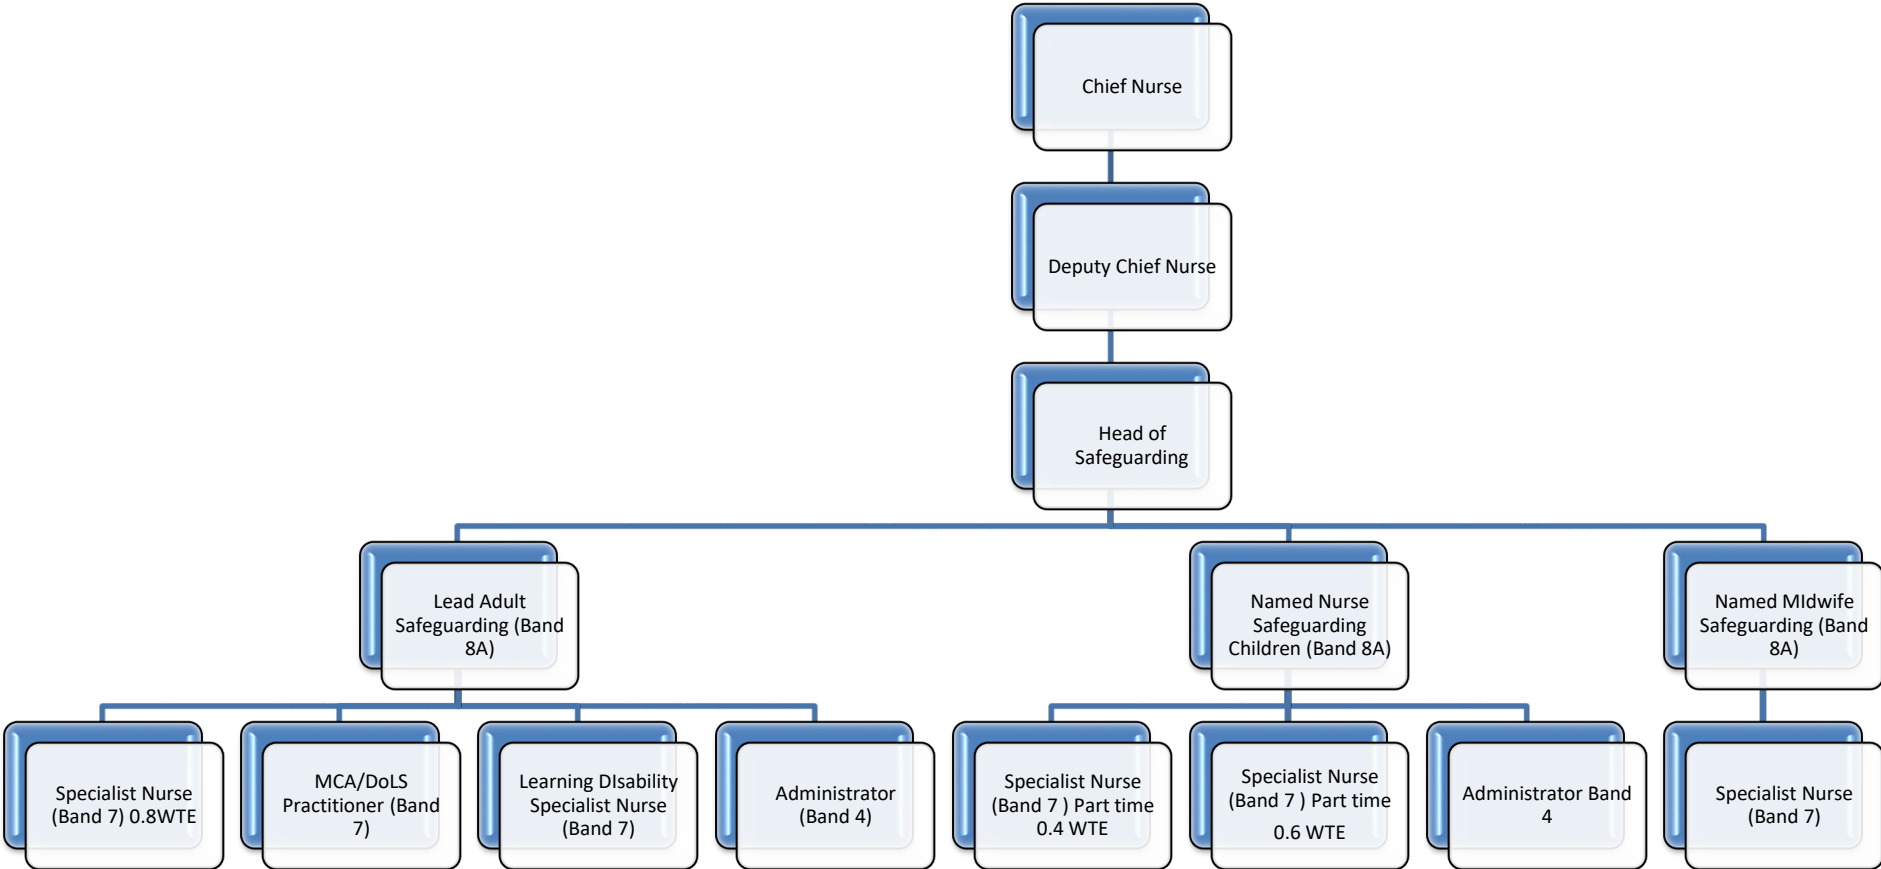 Chief Nurse
Deputy Chief Nurse
Head of
Safeguarding
Lead Adult
Safeguarding (Band
8A)
Named Nurse
Safeguarding
Children (Band 8A)
Named MIdwife
Safeguarding (Band
8A)
Specialist Nurse
(Band 7) 0.8WTE
MCA/DoLS
Practitioner (Band
7)
Learning DIsability
Specialist Nurse
(Band 7)
Administrator
(Band 4)
Specialist Nurse
(Band 7 ) Part time
0.4 WTE
Specialist Nurse
(Band 7 ) Part time
0.6 WTE
Administrator Band
4
Specialist Nurse
(Band 7)